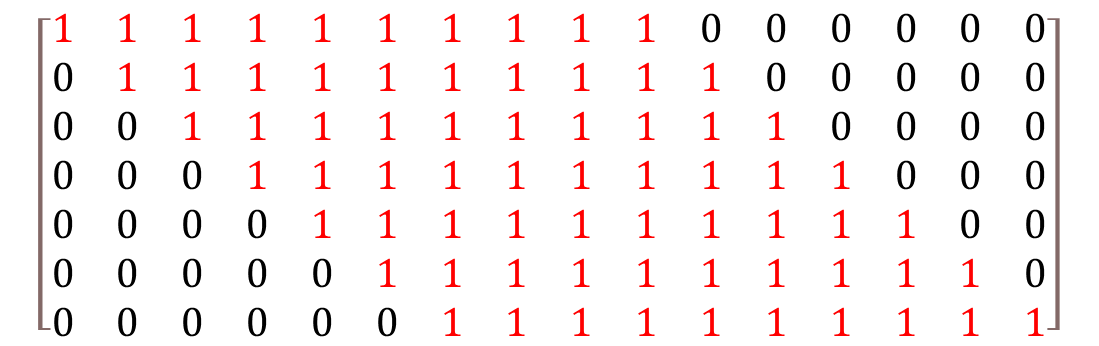 1 1 1 1 1 1 1 1 1 1 0 0 0 0 0 0
0 1 1 1 1 1 1 1 1 1 1 0 0 0 0 0
0 0 1 1 1 1 1 1 1 1 1 1 0 0 0 0
0 0 0 1 1 1 1 1 1 1 1 1 1 0 0 0
0 0 0 0 1 1 1 1 1 1 1 1 1 1 0 0
0 0 0 0 0 1 1 1 1 1 1 1 1 1 1 0
0 0 0 0 0 0 1 1 1 1 1 1 1 1 1 1